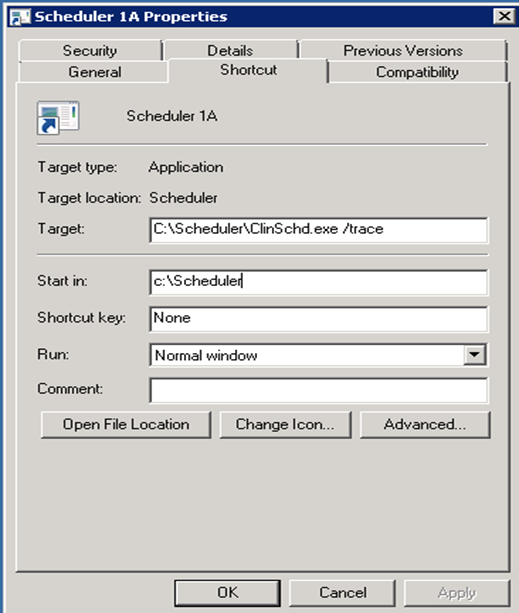 Scheduler 1A Properties
Security Details Previous Versions
General Shortcut Compatibility
Scheduler 1A
Target type: Application
Target location: Scheduler
Target: C:\Scheduler\ClinSchd.exe /trace
Start in: c:\Scheduler
Shortcut key: None
Run: Normal window
Comment:
Open File Location Change Icon... Advanced...
OK Cancel Apply